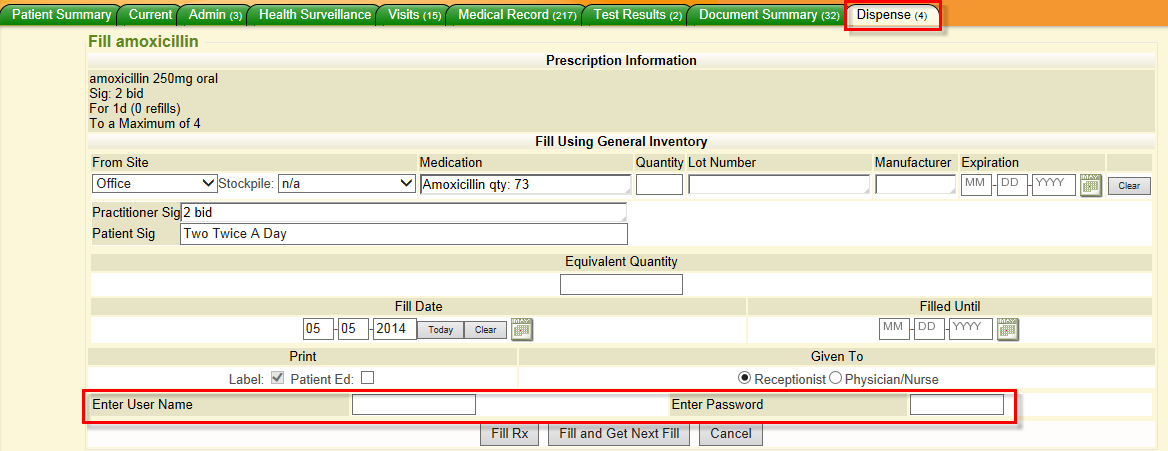 Patient Summary Current Admin (3) Health Surveillance Visits (15) Medical Record (217) Test Results (2) Document Summary (32) Dispense (4)
Fill amoxicillin
Prescription Information
amoxicillin 250mg oral
Sig: 2 bid
For 1d (0 refills)
To a Maximum of 4
Fill Using General Inventory
From Site Medication Quantity Lot Number Manufacturer Expiration
Office Stockpile: n/a Amoxicillin qty: 73 MM - DD - YYYY Clear
Practitioner Sig 2 bid
Patient Sig Two Twice A Day
Equivalent Quantity
Fill Date Filled Until
05 - 05 - 2014 Today Clear MM - DD - YYYY
Print Given To
Label: Patient Ed: Receptionist Physician/Nurse
Enter User Name Enter Password
Fill Rx Fill and Get Next Fill Cancel